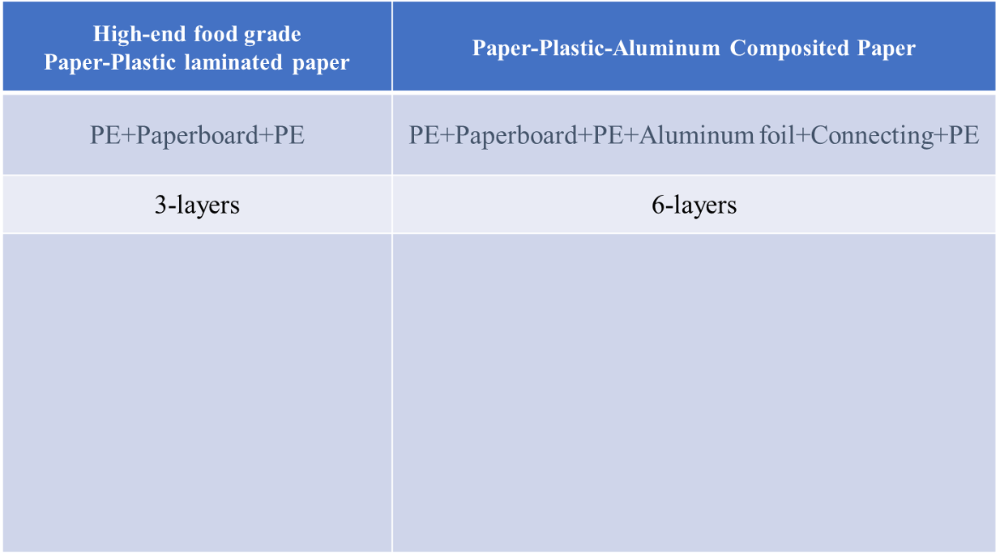 High-end food grade
Paper-Plastic laminated paper
Paper-Plastic-Aluminum Composited Paper
PE+Paperboard+PE
PE+Paperboard+PE+Aluminum foil+Connecting+PE
3-layers
6-layers